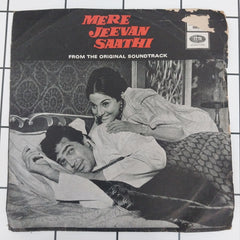 MERE
JEEVAN
SAATHI
FROM THE ORIGINAL SOUNDTRACK